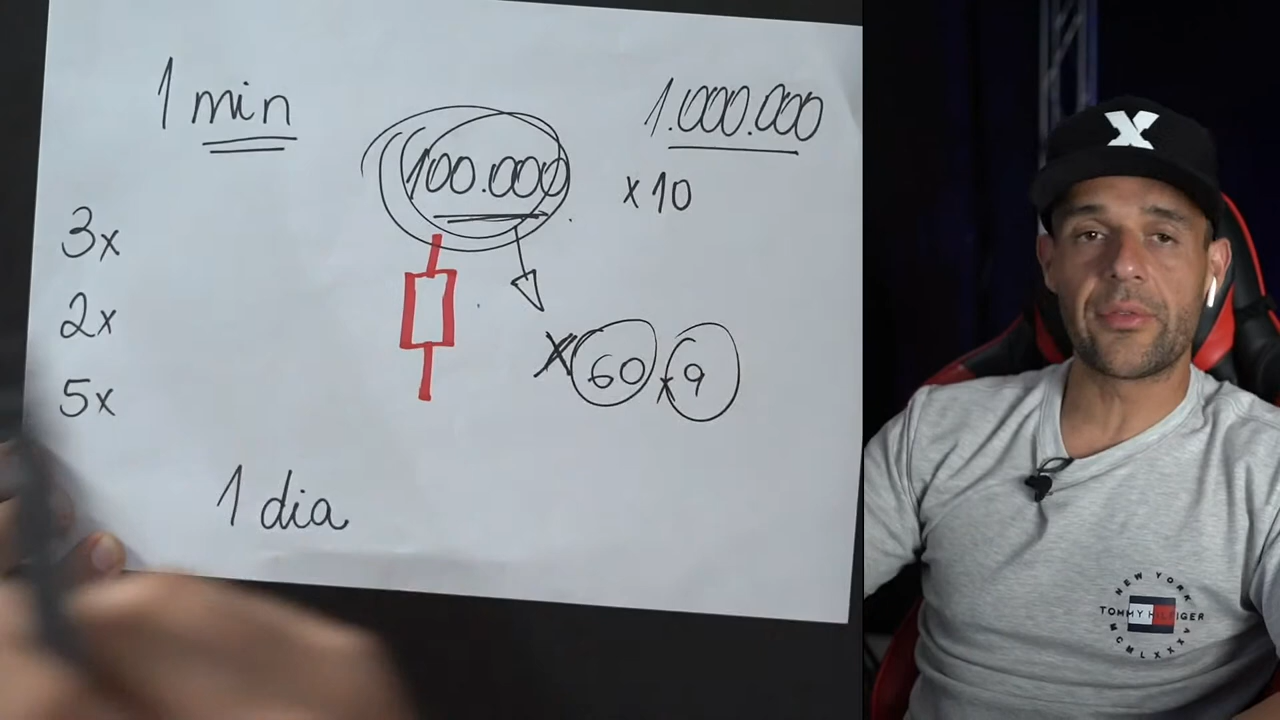 1 min
100.000
1.000.000
x 10
3x
2x
5x
x 60 x 9
1 dia
X
NEW YORK
TOMMY HILFIGER
MCMLXXXV